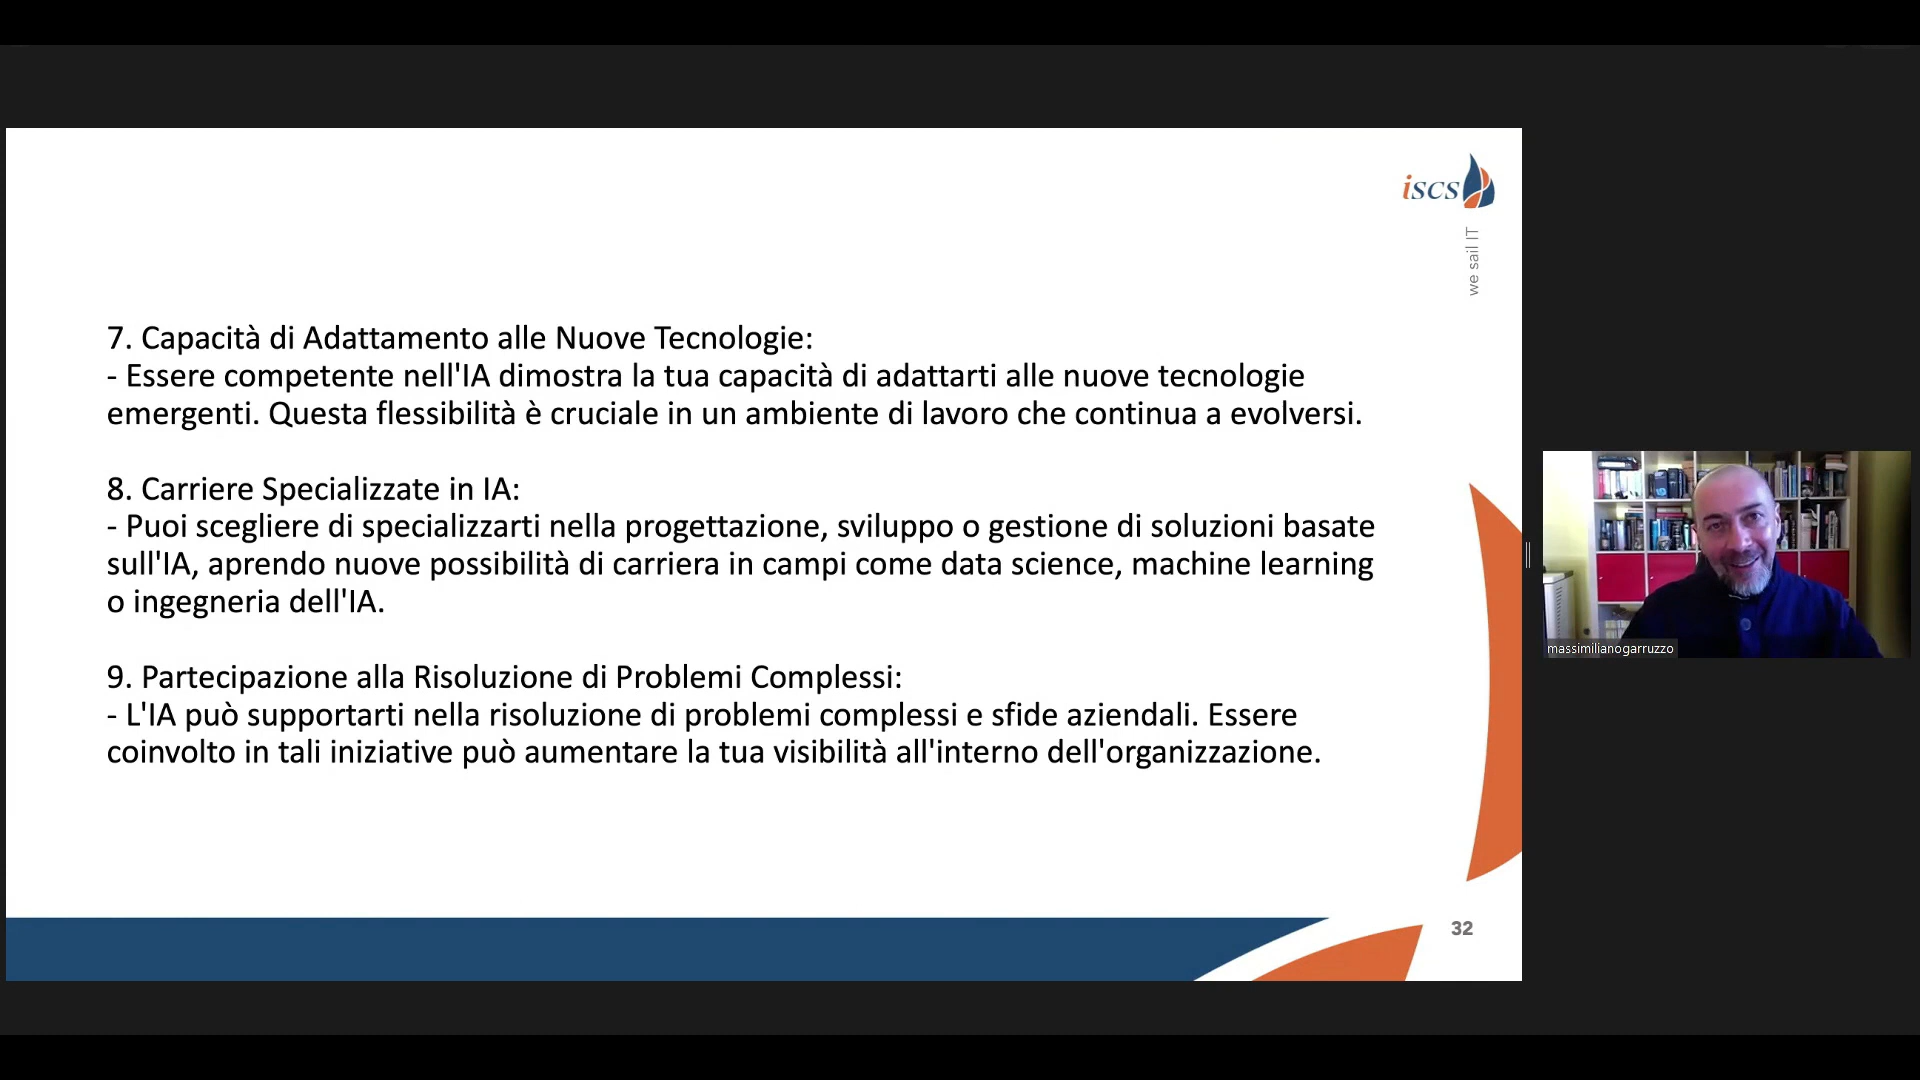 iscs
we sail IT
7. Capacità di Adattamento alle Nuove Tecnologie:
- Essere competente nell'IA dimostra la tua capacità di adattarti alle nuove tecnologie
emergenti. Questa flessibilità è cruciale in un ambiente di lavoro che continua a evolversi.
8. Carriere Specializzate in IA:
- Puoi scegliere di specializzarti nella progettazione, sviluppo o gestione di soluzioni basate
sull'IA, aprendo nuove possibilità di carriera in campi come data science, machine learning
o ingegneria dell'IA.
9. Partecipazione alla Risoluzione di Problemi Complessi:
- L'IA può supportarti nella risoluzione di problemi complessi e sfide aziendali. Essere
coinvolto in tali iniziative può aumentare la tua visibilità all'interno dell'organizzazione.
32
massimilianogarruzzo